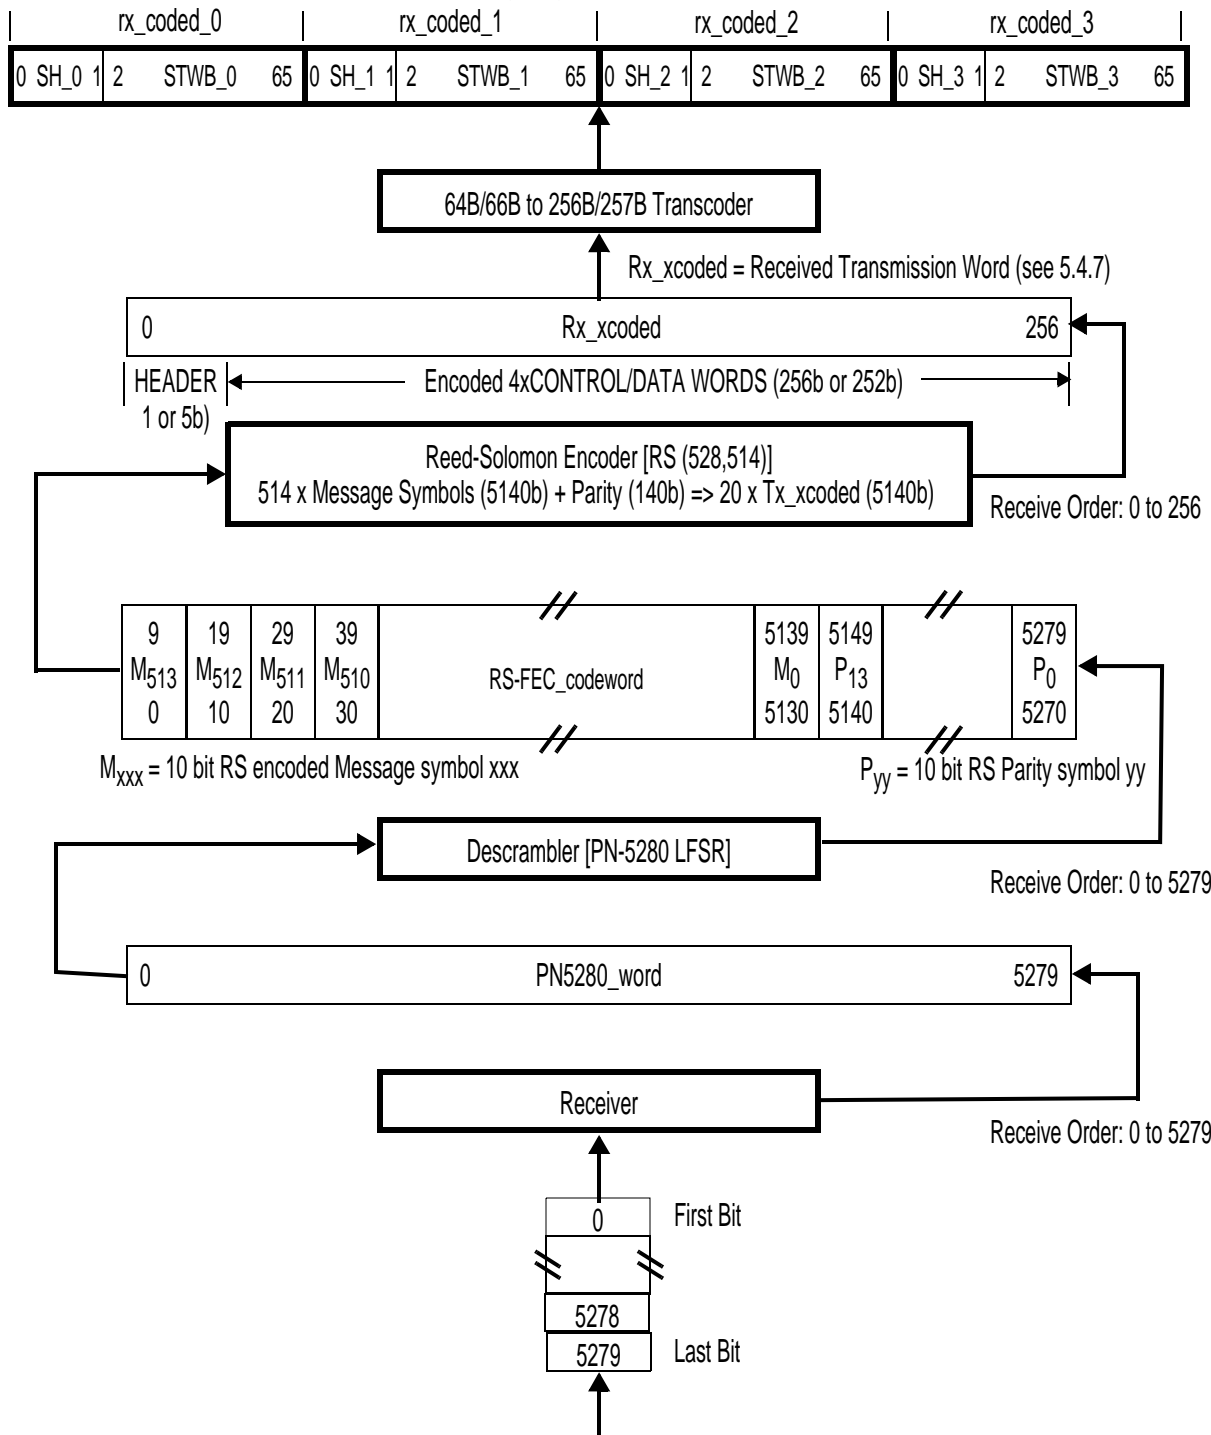 rx_coded_0 rx_coded_1 rx_coded_2 rx_coded_3
0 SH_0 1 2 STWB_0 65 0 SH_1 1 2 STWB_1 65 0 SH_2 1 2 STWB_2 65 0 SH_3 1 2 STWB_3 65
64B/66B to 256B/257B Transcoder
Rx_xcoded = Received Transmission Word (see 5.4.7)
0 Rx_xcoded 256
HEADER Encoded 4xCONTROL/DATA WORDS (256b or 252b)
1 or 5b)
Reed-Solomon Encoder [RS (528,514)]
514 x Message Symbols (5140b) + Parity (140b) => 20 x Tx_xcoded (5140b)
Receive Order: 0 to 256
9 19 29 39 5139 5149 5279
M513 M512 M511 M510 RS-FEC_codeword M0 P13 P0
0 10 20 30 5130 5140 5270
Mxxx = 10 bit RS encoded Message symbol xxx Pyy = 10 bit RS Parity symbol yy
Descrambler [PN-5280 LFSR]
Receive Order: 0 to 5279
0 PN5280_word 5279
Receiver
Receive Order: 0 to 5279
0 First Bit
5278
5279 Last Bit